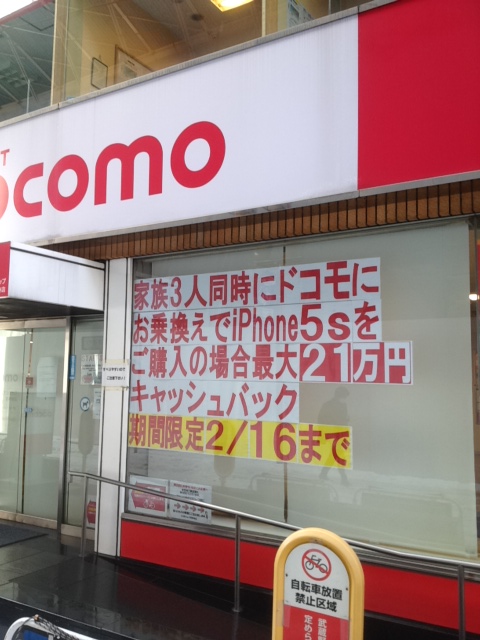 docomo
家族3人同時にドコモに
お乗換えでiPhone5sを
ご購入の場合最大21万円
キャッシュバック
期間限定2/16まで
自転車放置
禁止区域